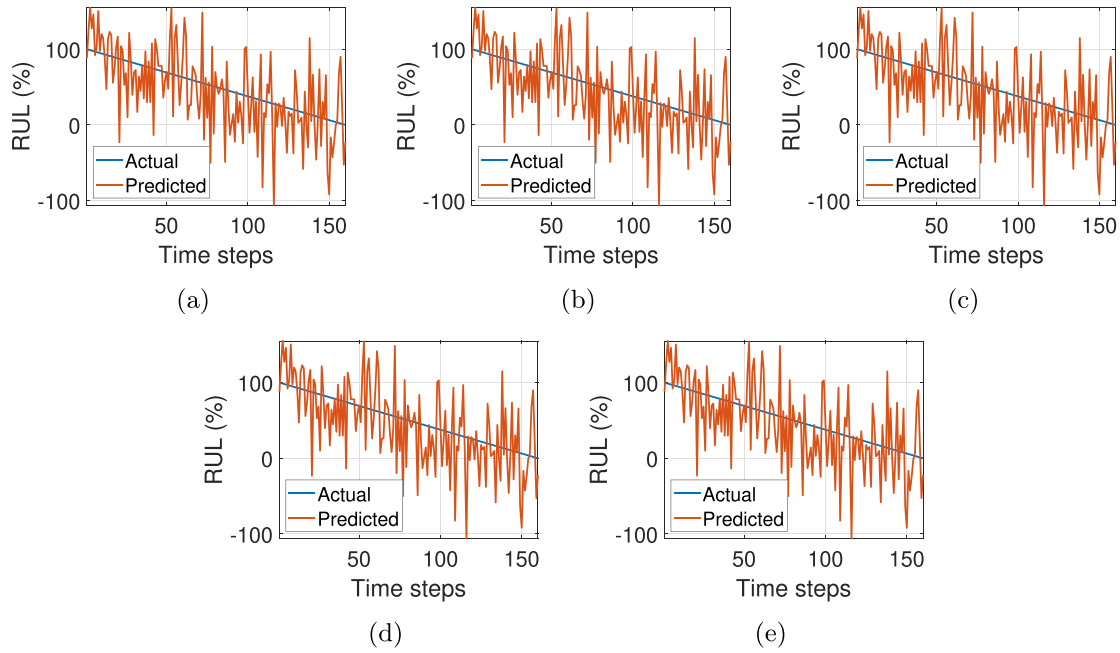 RUL (%)
100
0
-100
Actual
Predicted
50
100
150
Time steps
(a)
RUL (%)
100
0
-100
Actual
Predicted
50
100
150
Time steps
(b)
RUL (%)
100
0
-100
Actual
Predicted
50
100
150
Time steps
(c)
RUL (%)
100
0
-100
Actual
Predicted
50
100
150
Time steps
(d)
RUL (%)
100
0
-100
Actual
Predicted
50
100
150
Time steps
(e)